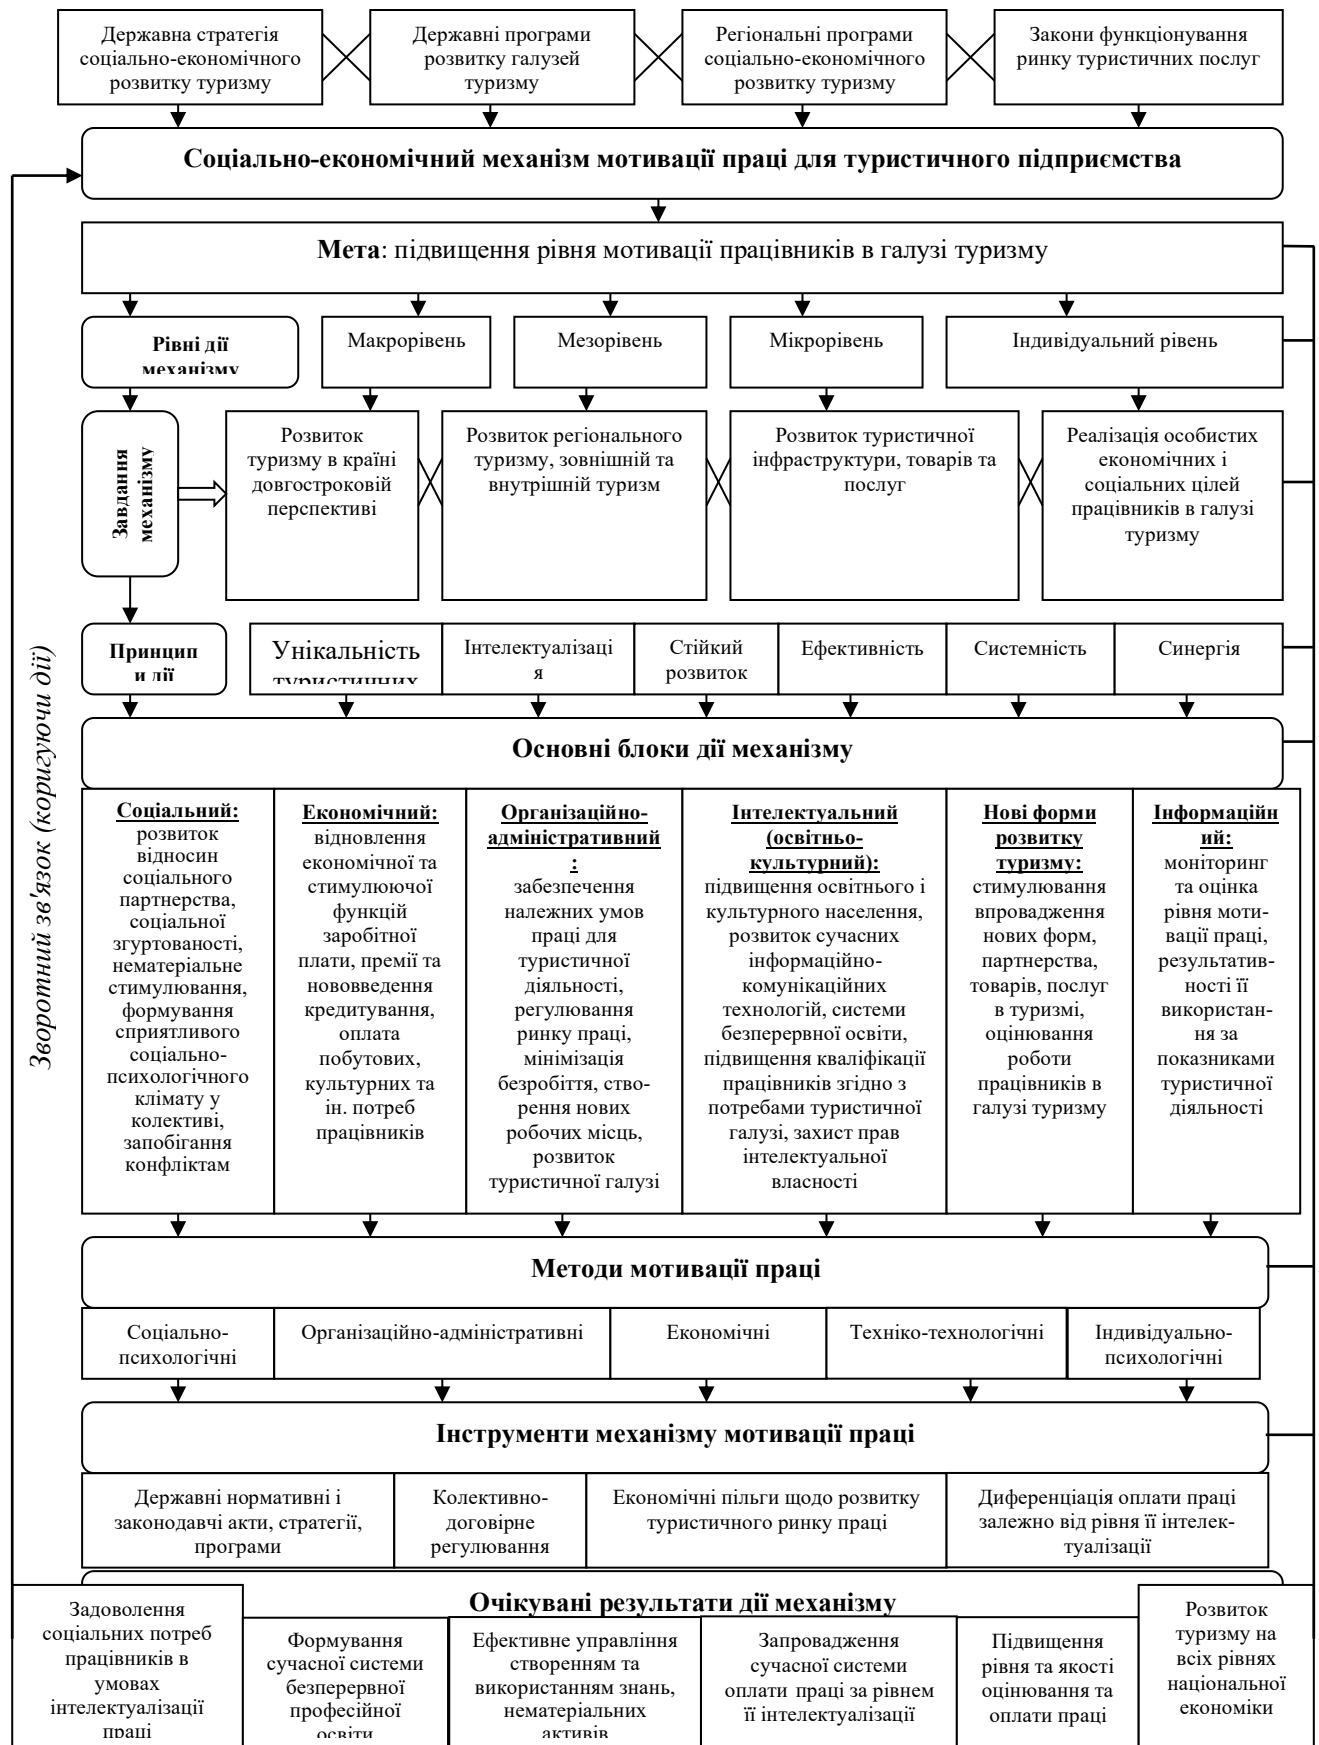 Державна стратегія
соціально-економічного
розвитку туризму
Державні програми
розвитку галузей
туризму
Регіональні програми
соціально-економічного
розвитку туризму
Закони функціонування
ринку туристичних послуг
Соціально-економічний механізм мотивації праці для туристичного підприємства
Мета: підвищення рівня мотивації працівників в галузі туризму
Рівні дії
механізму
Макрорівень
Мезорівень
Мікрорівень
Індивідуальний рівень
Завдання
механізму
Розвиток
туризму в країні
довгостроковій
перспективі
Розвиток регіонального
туризму, зовнішній та
внутрішній туризм
Розвиток туристичної
інфраструктури, товарів та
послуг
Реалізація особистих
економічних і
соціальних цілей
працівників в галузі
туризму
Принцип
и дії
Унікальність
туристичних
Інтелектуалізаці
я
Стійкий
розвиток
Ефективність
Системність
Синергія
Зворотний зв'язок (коригуючи дії)
Основні блоки дії механізму
Соціальний:
розвиток
відносин
соціального
партнерства,
соціальної
згуртованості,
нематеріальне
стимулювання,
формування
сприятливого
соціально-
психологічного
клімату у
колективі,
запобігання
конфліктам
Економічний:
відновлення
економічної та
стимулюючої
функцій
заробітної
плати, премії та
нововведення
кредитування,
оплата
побутових,
культурних та
ін. потреб
працівників
Організаційно-
адміністративний
:
забезпечення
належних умов
праці для
туристичної
діяльності,
регулювання
ринку праці,
мінімізація
безробіття, ство-
рення нових
робочих місць,
розвиток
туристичної галузі
Інтелектуальний
(освітньо-
культурний):
підвищення освітнього і
культурного населення,
розвиток сучасних
інформаційно-
комунікаційних
технологій, системи
безперервної освіти,
підвищення кваліфікації
працівників згідно з
потребами туристичної
галузі, захист прав
інтелектуальної
власності
Нові форми
розвитку
туризму:
стимулювання
впровадження
нових форм,
партнерства,
товарів, послуг
в туризмі,
оцінювання
роботи
працівників в
галузі туризму
Інформаційн
ий:
моніторинг
та оцінка
рівня моти-
вації праці,
результатив-
ності її
використан-
ня за
показниками
туристичної
діяльності
Методи мотивації праці
Соціально-
психологічні
Організаційно-адміністративні
Економічні
Техніко-технологічні
Індивідуально-
психологічні
Інструменти механізму мотивації праці
Державні нормативні і
законодавчі акти, стратегії,
програми
Колективно-
договірне
регулювання
Економічні пільги щодо розвитку
туристичного ринку праці
Диференціація оплати праці
залежно від рівня її інтелек-
туалізації
Очікувані результати дії механізму
Задоволення
соціальних потреб
працівників в
умовах
інтелектуалізації
праці
Формування
сучасної системи
безперервної
професійної
освіти
Ефективне управління
створенням та
використанням знань,
нематеріальних
активів
Запровадження
сучасної системи
оплати праці за рівнем
її інтелектуалізації
Підвищення
рівня та якості
оцінювання та
оплати праці
Розвиток
туризму на
всіх рівнях
національної
економіки